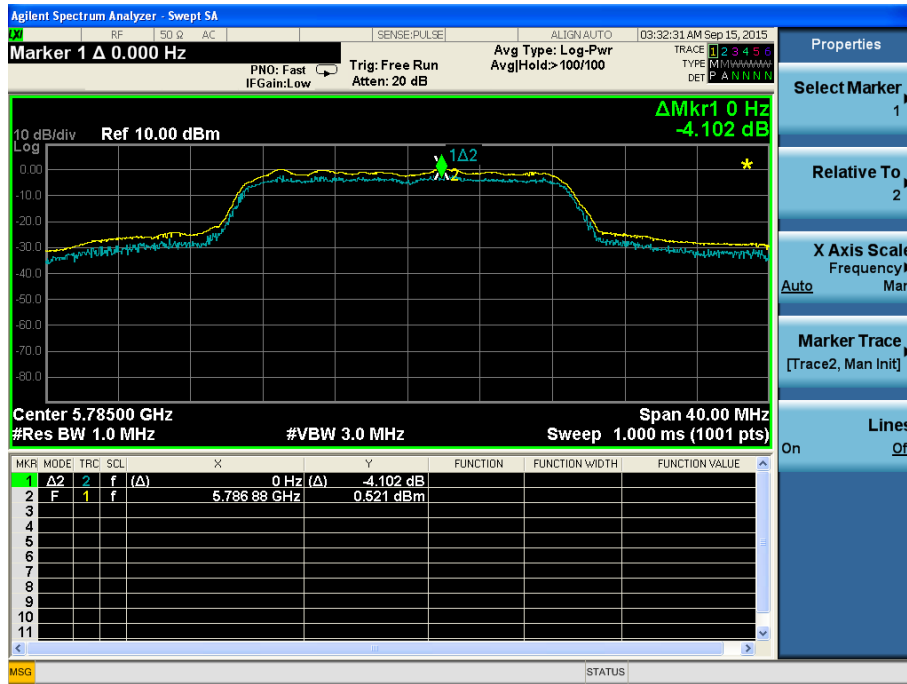 Agilent Spectrum Analyzer - Swept SA
LXI RF 50 Ω AC SENSE:PULSE ALIGNAUTO 03:32:31 AM Sep 15, 2015
Marker 1 Δ 0.000 Hz
PNO: Fast
IFGain:Low
Trig: Free Run
Atten: 20 dB
Avg Type: Log-Pwr
Avg|Hold:>100/100
TRACE 1 2 3 4 5 6
TYPE M M W W W W
DET P A N N N N
ΔMkr1 0 Hz
-4.102 dB
10 dB/div Ref 10.00 dBm
Log
0.00
-10.0
-20.0
-30.0
-40.0
-50.0
-60.0
-70.0
-80.0
1Δ2
2
*
Center 5.78500 GHz Span 40.00 MHz
#Res BW 1.0 MHz #VBW 3.0 MHz Sweep 1.000 ms (1001 pts)
MKR MODE TRC SCL X Y FUNCTION FUNCTION WIDTH FUNCTION VALUE
1 Δ2 2 f (Δ) 0 Hz (Δ) -4.102 dB
2 F 1 f 5.786 88 GHz 0.521 dBm
3
4
5
6
7
8
9
10
11
MSG STATUS
Properties
Select Marker
1
Relative To
2
X Axis Scale
Frequency
Auto Man
Marker Trace
[Trace2, Man Init]
Lines
On Of